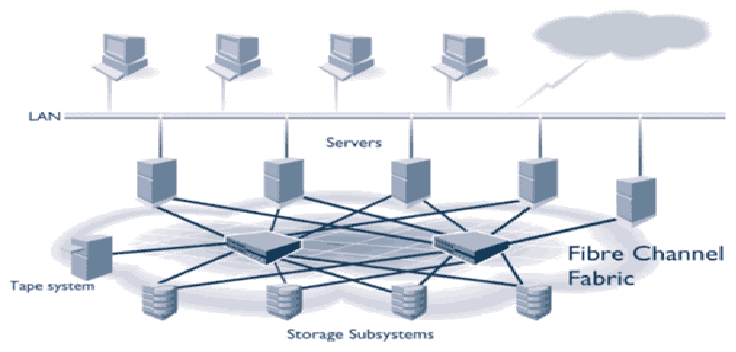 LAN
Servers
Fibre Channel
Fabric
Tape system
Storage Subsystems